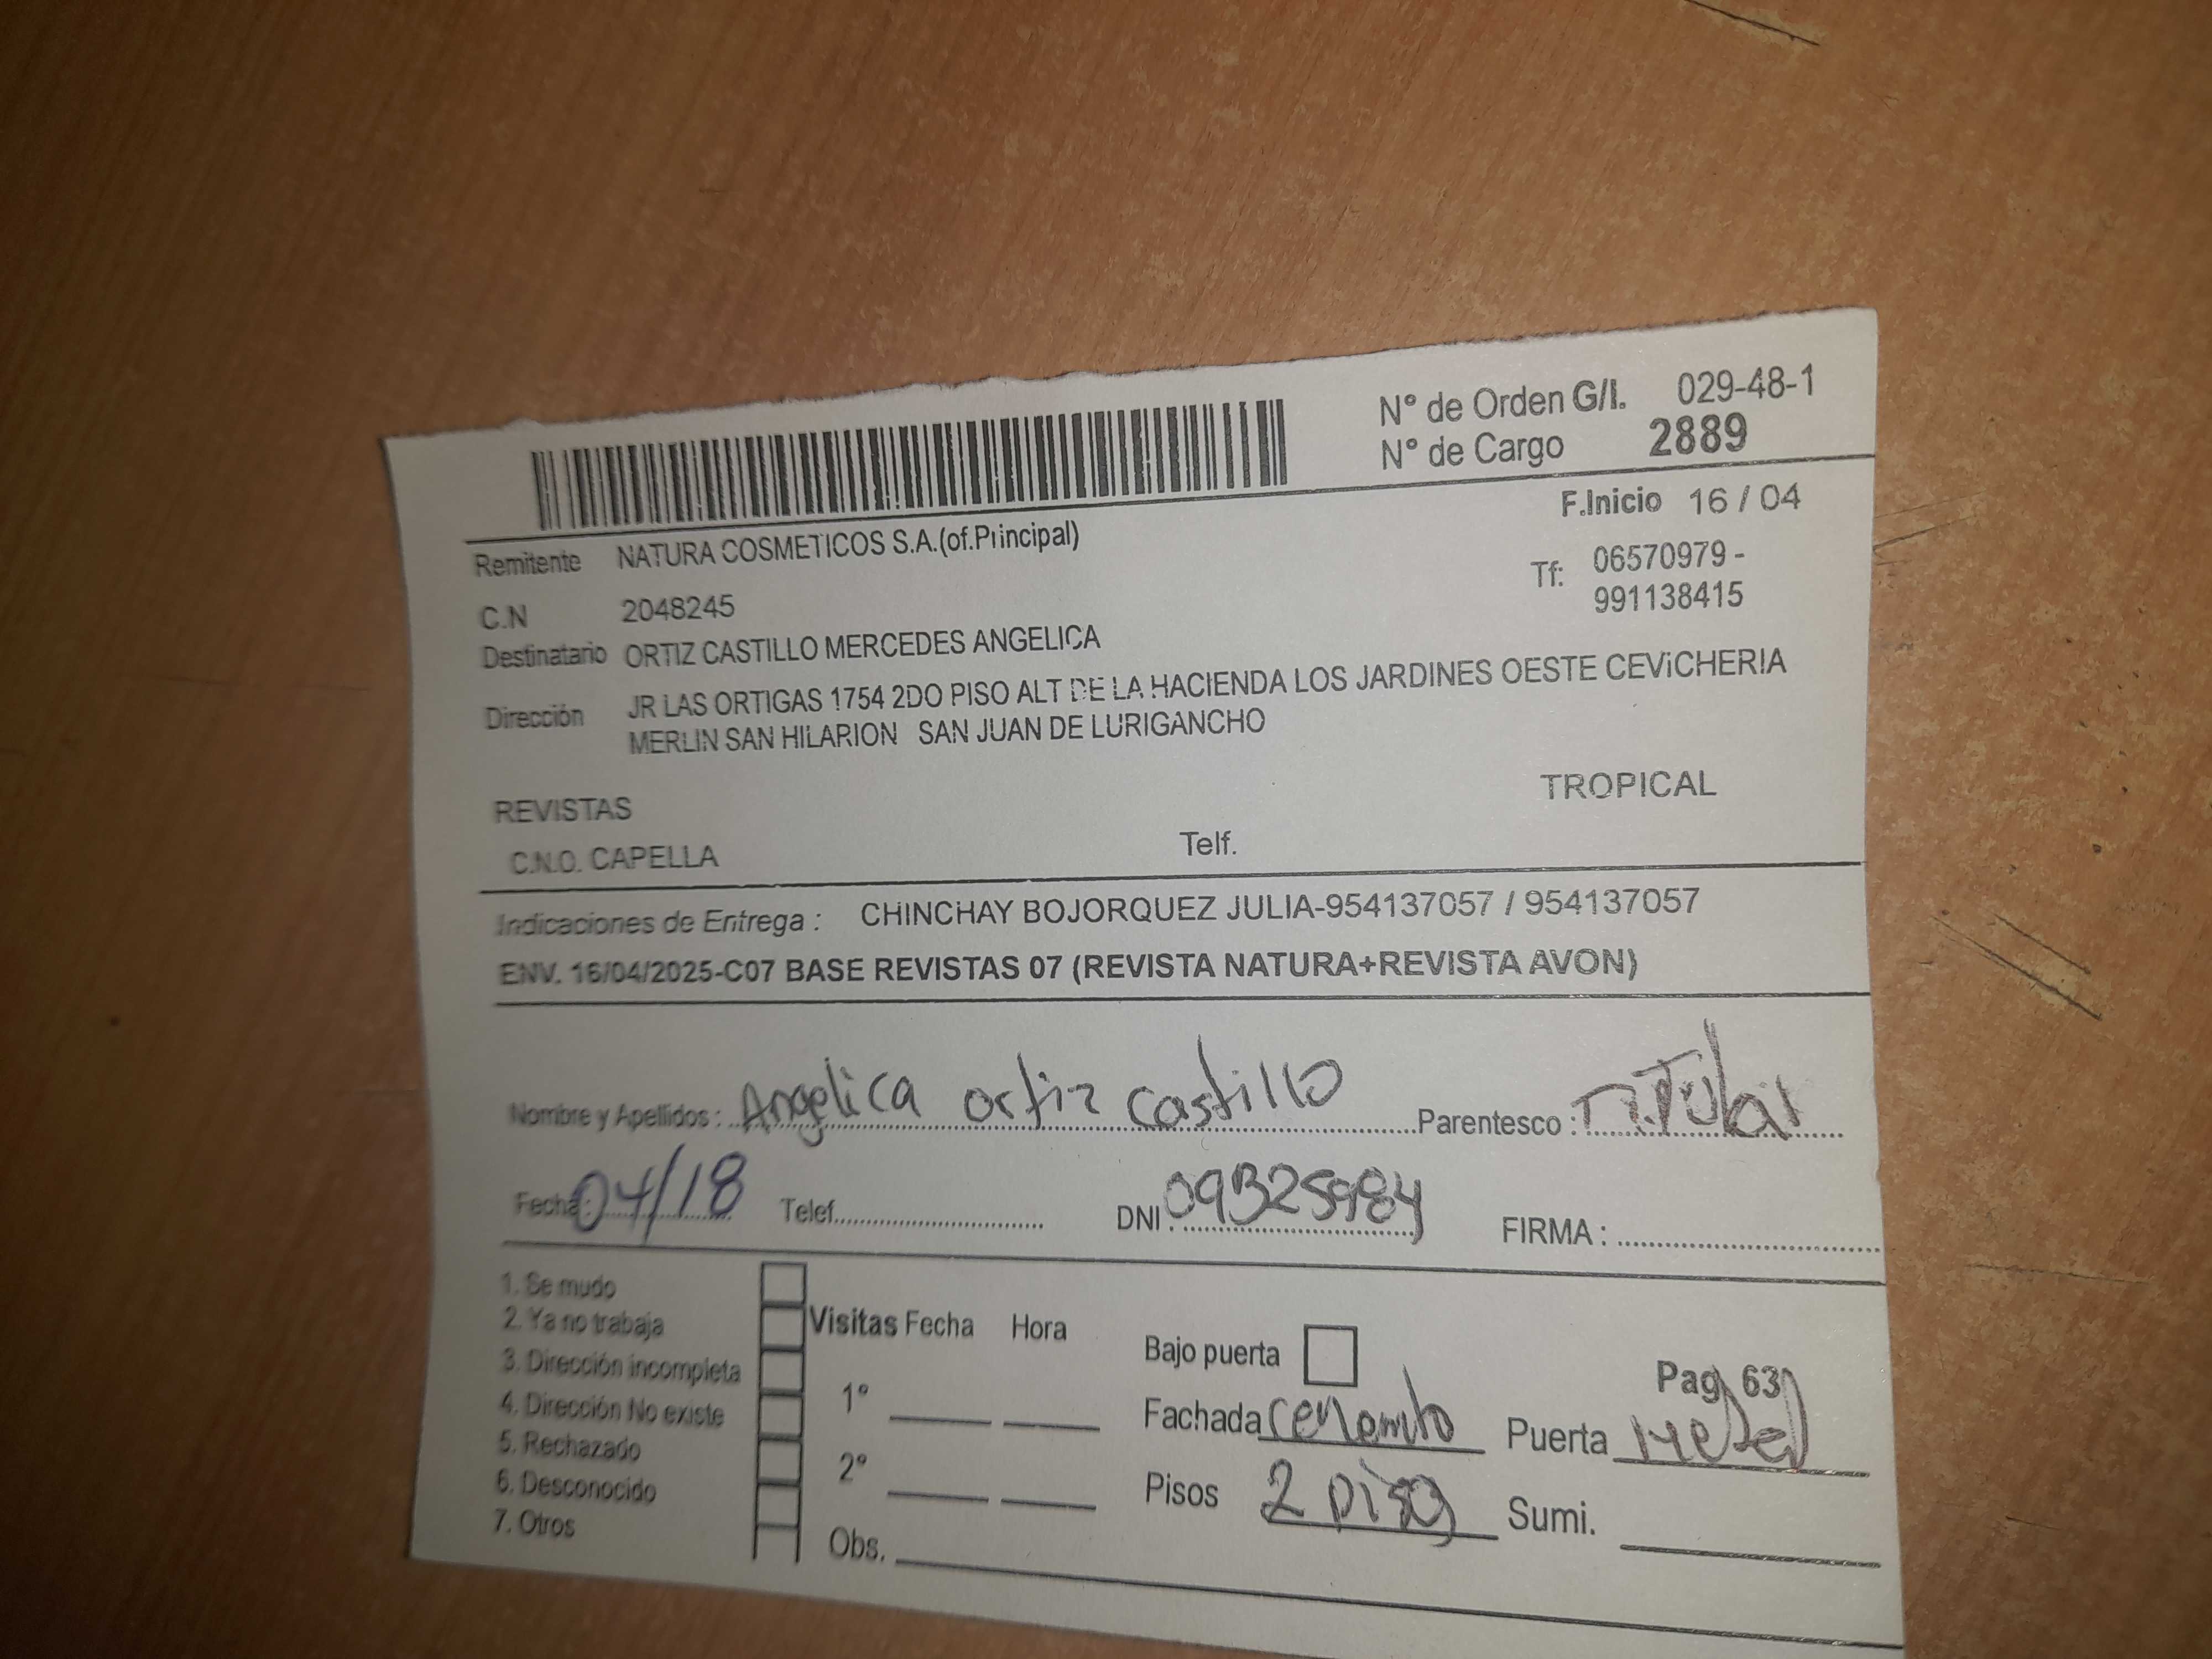 N° de Orden G/I. 029-48-1
N° de Cargo 2889
F.Inicio 16 / 04
Remitente NATURA COSMETICOS S.A.(of.Principal)
Tf: 06570979 -
991138415
C.N 2048245
Destinatario ORTIZ CASTILLO MERCEDES ANGELICA
Dirección JR LAS ORTIGAS 1754 2DO PISO ALT DE LA HACIENDA LOS JARDINES OESTE CEViCHERIA
MERLIN SAN HILARION SAN JUAN DE LURIGANCHO
REVISTAS TROPICAL
C.N.O. CAPELLA Telf.
Indicaciones de Entrega : CHINCHAY BOJORQUEZ JULIA-954137057 / 954137057
ENV. 16/04/2025-C07 BASE REVISTAS 07 (REVISTA NATURA+REVISTA AVON)
Nombre y Apellidos : Angelica ortiz castillo Parentesco : Titular
Fecha: 04/18 Telef. DNI : 09325984 FIRMA :
1. Se mudo
2. Ya no trabaja
3. Dirección incompleta
4. Dirección No existe
5. Rechazado
6. Desconocido
7. Otros
Visitas Fecha Hora
1°
2°
Obs.
Bajo puerta Pag 63
Fachada Puerta Metal
Pisos 2 piso Sumi.